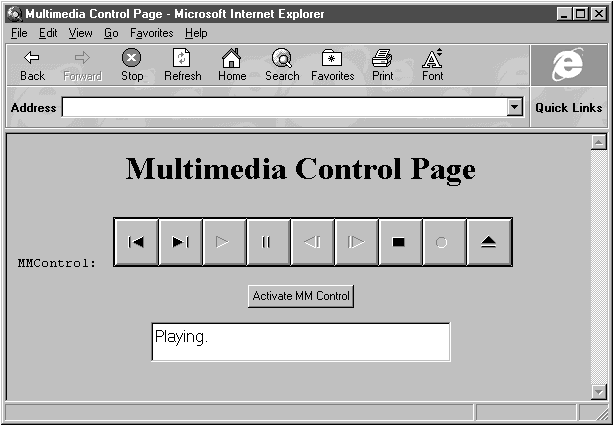 Multimedia Control Page - Microsoft Internet Explorer
File Edit View Go Favorites Help
Back Forward Stop Refresh Home Search Favorites Print Font
Address Quick Links
Multimedia Control Page
MMControl:
Activate MM Control
Playing.